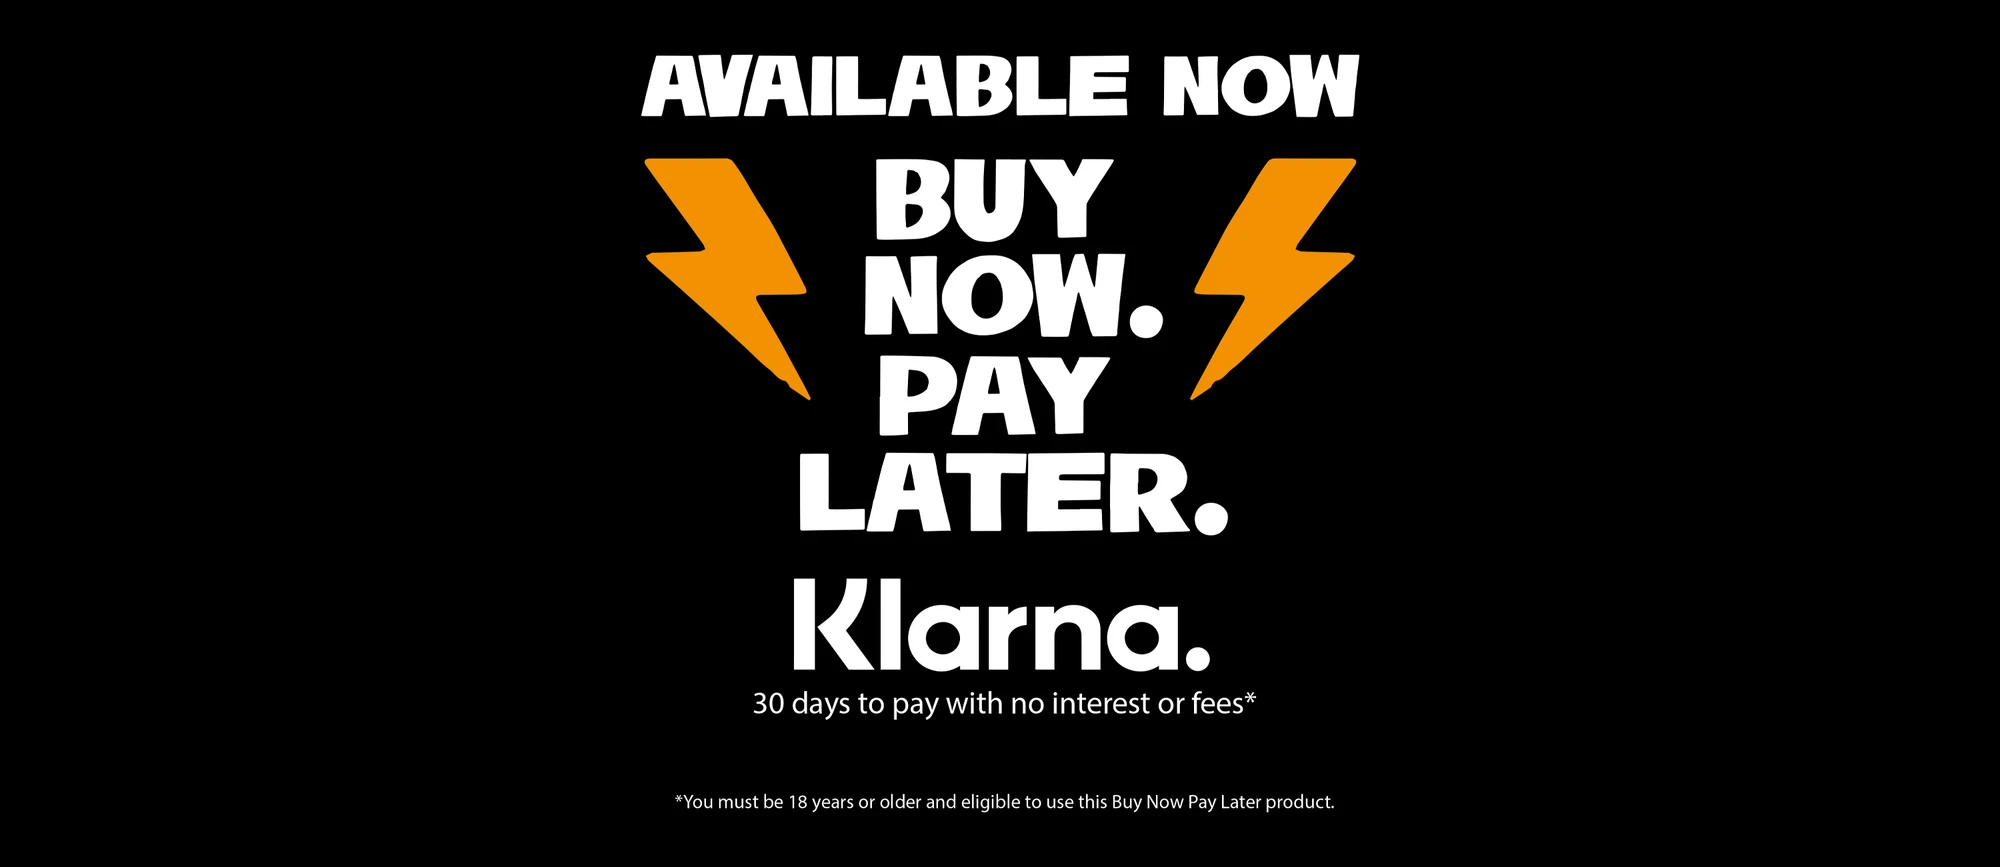 AVAILABLE NOW
BUY
NOW.
PAY
LATER.
Klarna.
30 days to pay with no interest or fees*
*You must be 18 years or older and eligible to use this Buy Now Pay Later product.